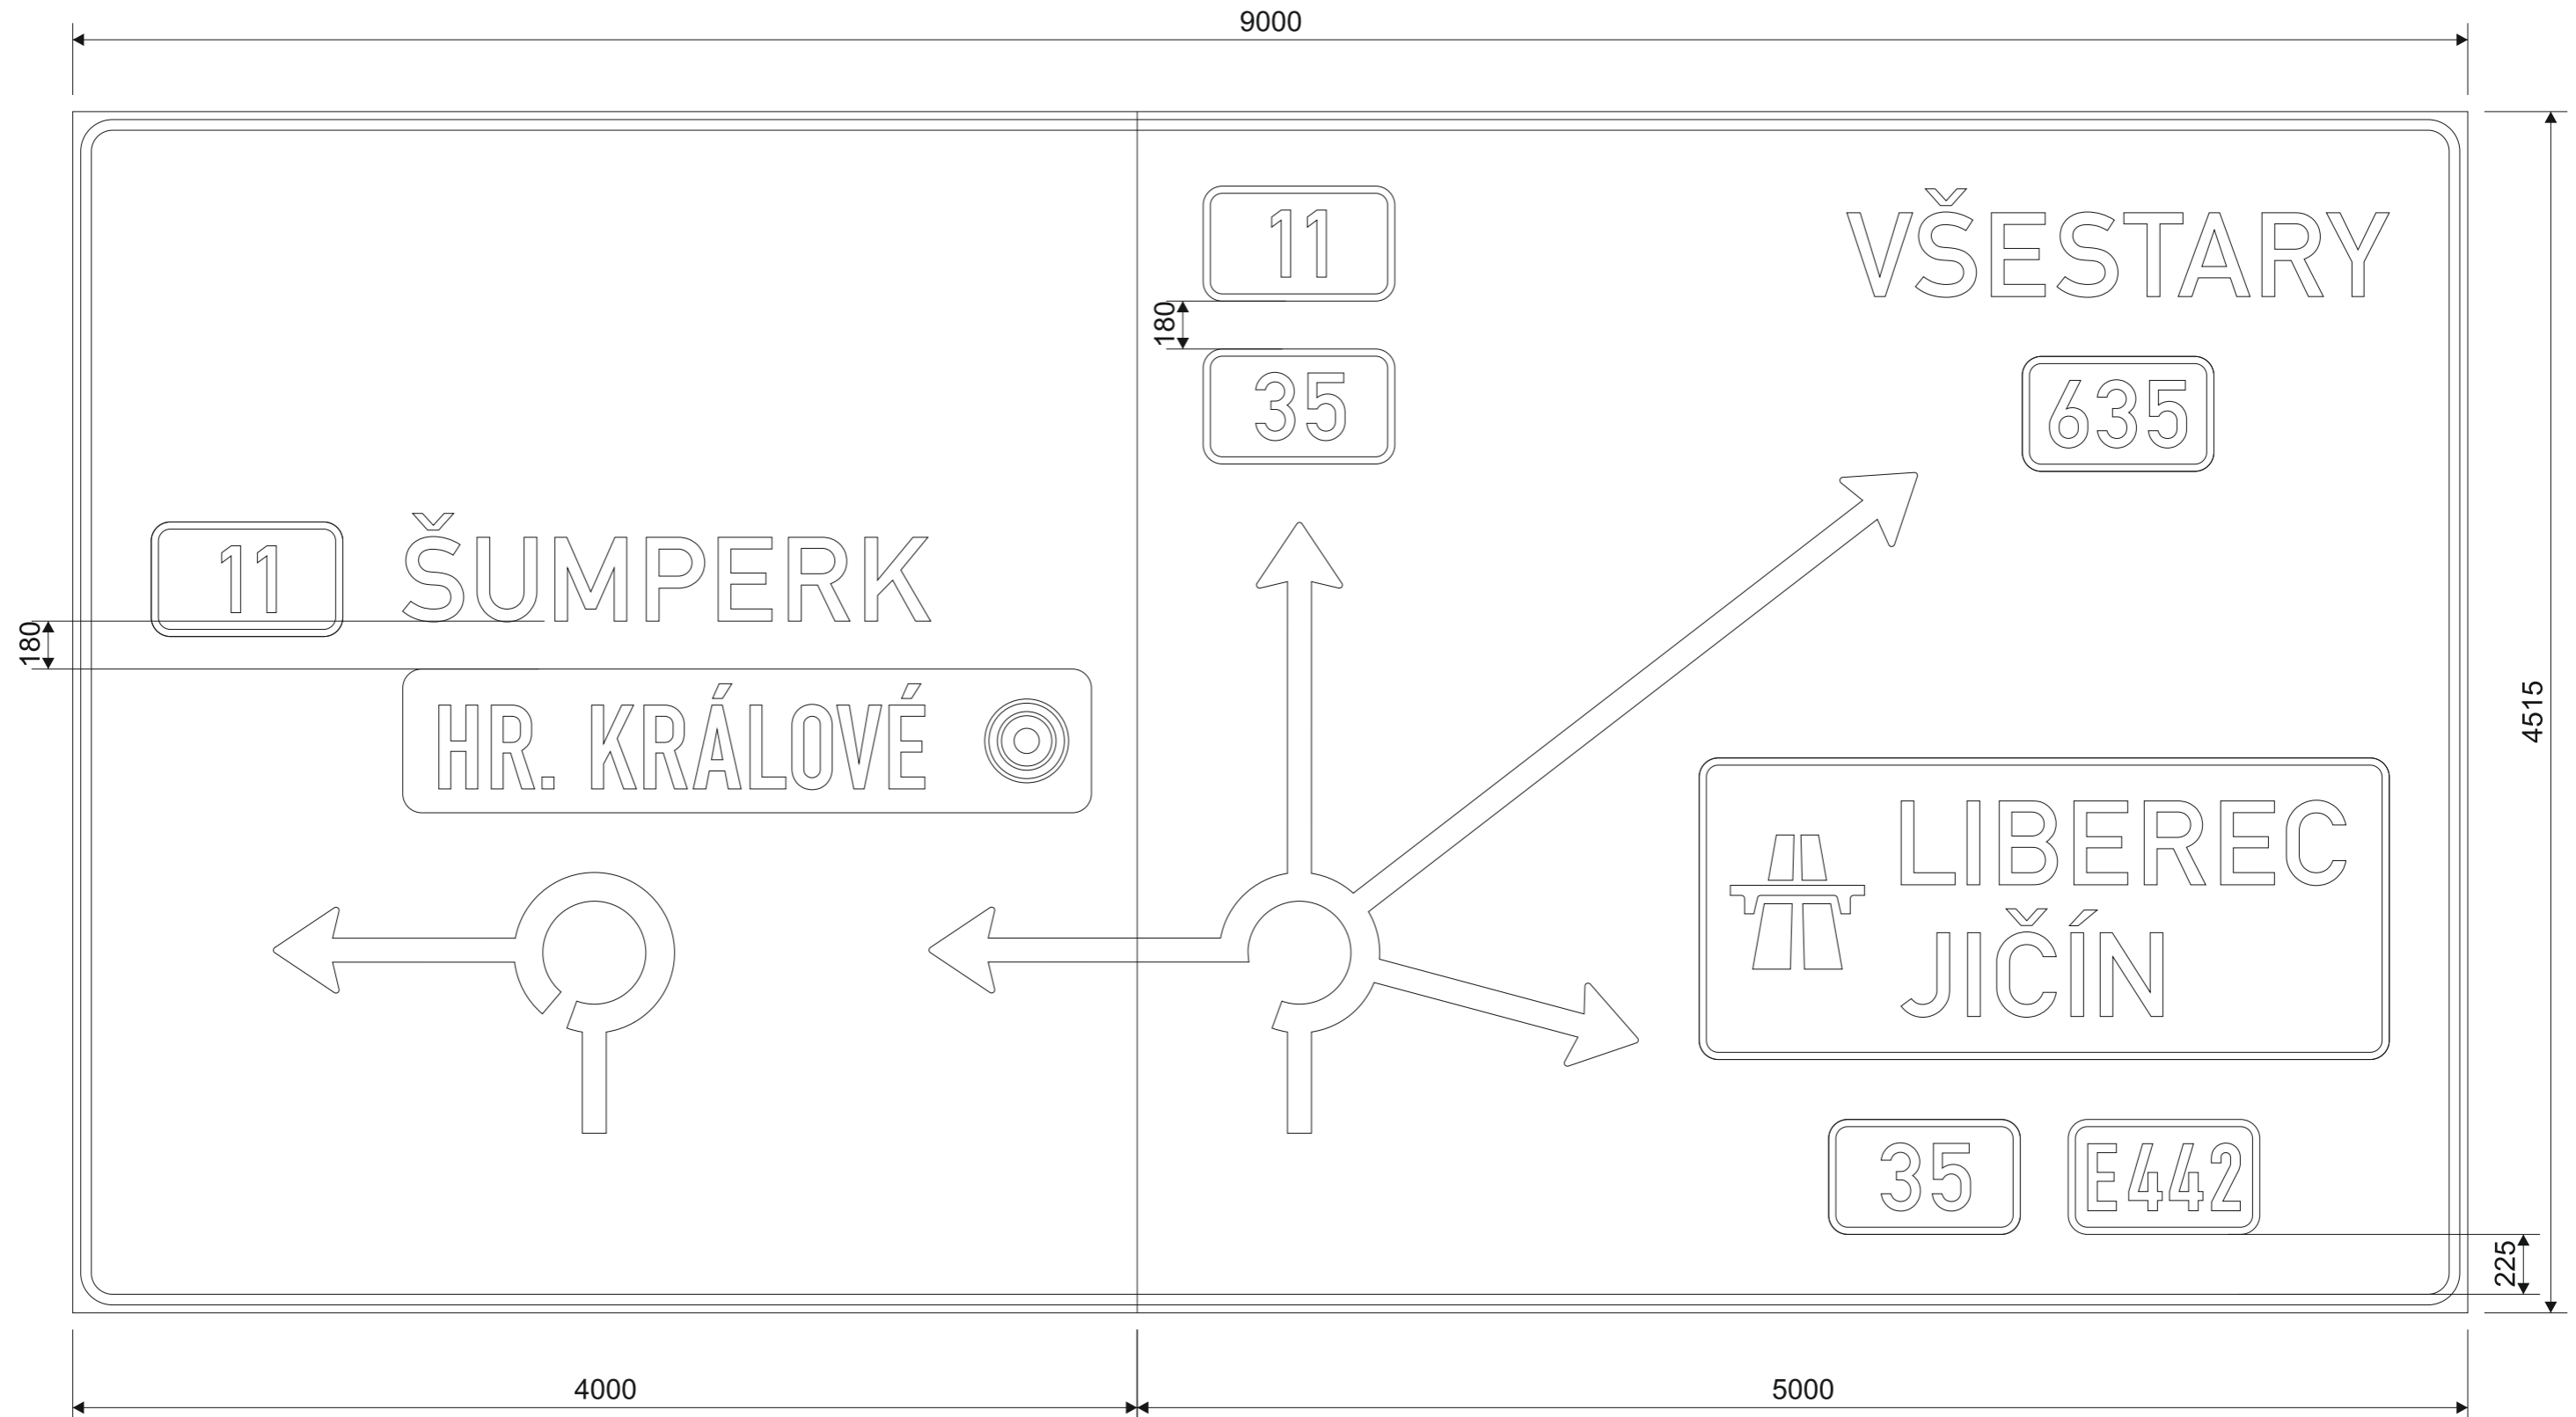 9000
11
VŠESTARY
180
35
635
11
ŠUMPERK
180
HR. KRÁLOVÉ
4515
LIBEREC
JIČÍN
35
E442
225
4000
5000